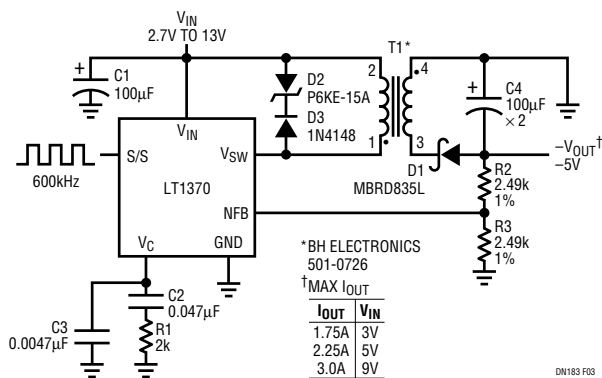 V_IN
2.7V TO 13V
T1*
+
C1
100µF
D2
P6KE-15A
D3
1N4148
2
4
1
3
+
C4
100µF
× 2
V_IN
S/S
V_SW
600kHz
LT1370
D1
MBRD835L
–V_OUT†
–5V
R2
2.49k
1%
NFB
V_C
GND
R3
2.49k
1%
*BH ELECTRONICS
501-0726
†MAX I_OUT
I_OUT V_IN
1.75A 3V
2.25A 5V
3.0A 9V
C2
0.047µF
C3
0.0047µF
R1
2k
DN183 F03